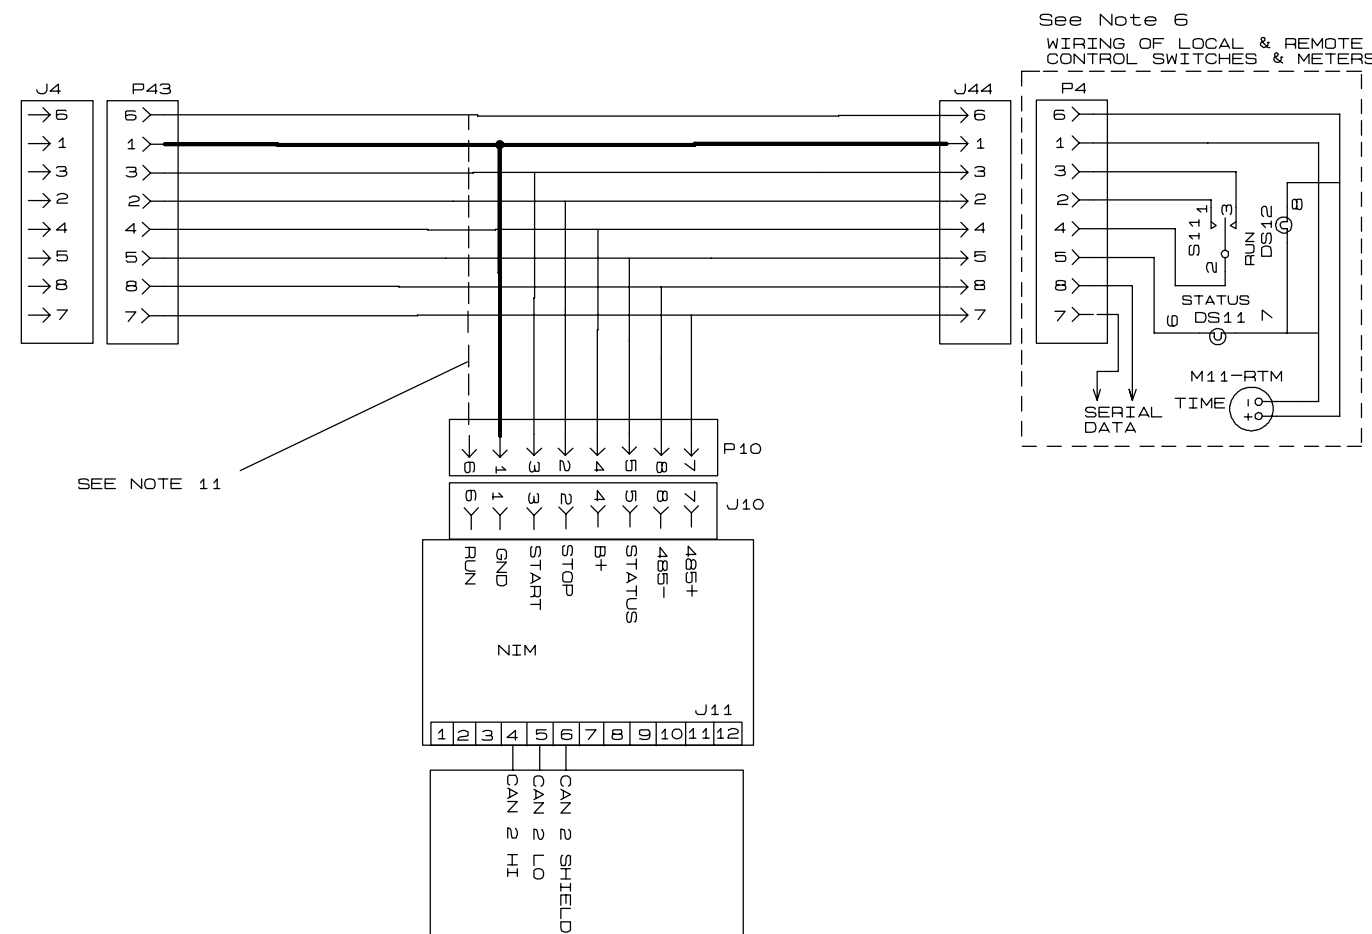 See Note 6
WIRING OF LOCAL & REMOTE
CONTROL SWITCHES & METERS
J4
P43
J44
P4
6
6
6
6
1
1
1
1
3
3
3
3
2
2
2
2
4
4
4
4
5
5
5
5
8
8
8
8
7
7
7
7
S11
1
3
2
RUN
DS12
8
STATUS
6
DS11
7
M11-RTM
TIME
-
+
SERIAL
DATA
SEE NOTE 11
6
1
3
2
4
5
8
7
P10
6
1
3
2
4
5
8
7
J10
RUN
GND
START
STOP
B+
STATUS
485-
485+
NIM
J11
1 2 3 4 5 6 7 8 9 10 11 12
CAN 2 HI
CAN 2 LO
CAN 2 SHIELD